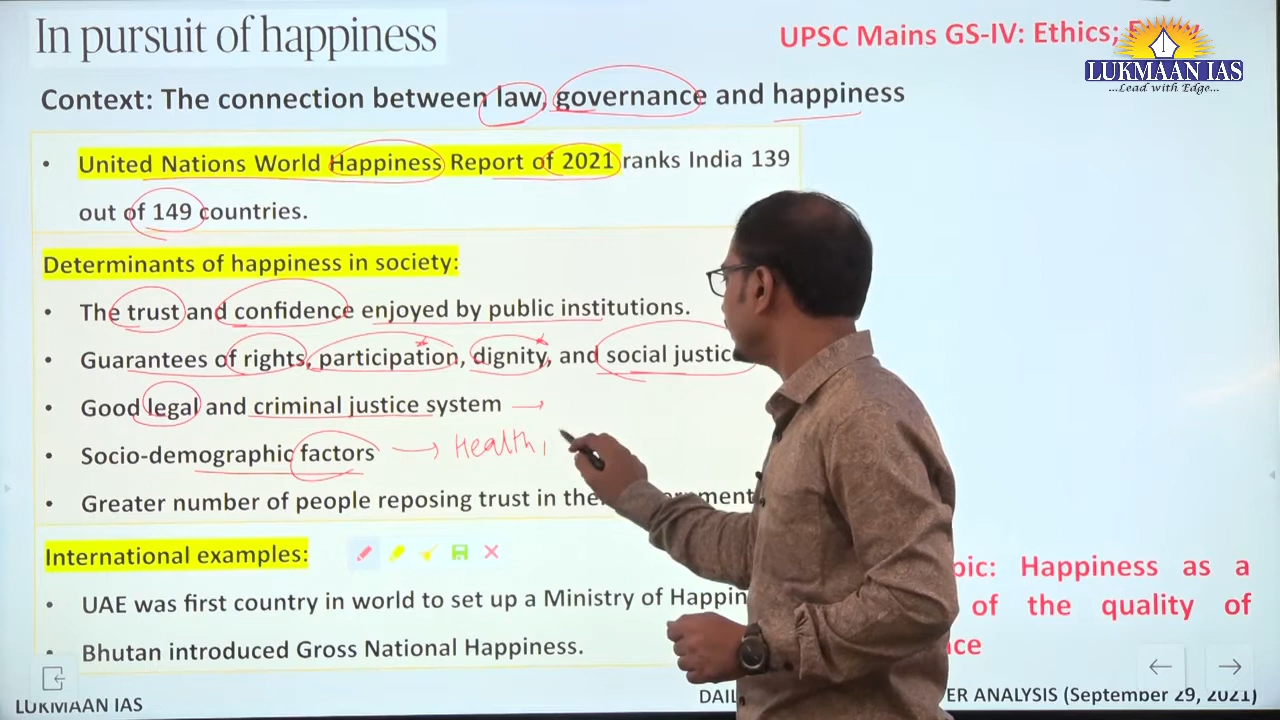 In pursuit of happiness
UPSC Mains GS-IV: Ethics;
LUKMAAN IAS
...Lead with Edge...
Context: The connection between law, governance and happiness
• United Nations World Happiness Report of 2021 ranks India 139
out of 149 countries.
Determinants of happiness in society:
• The trust and confidence enjoyed by public institutions.
• Guarantees of rights, participation, dignity, and social justic
• Good legal and criminal justice system →
• Socio-demographic factors → Health,
• Greater number of people reposing trust in the
International examples:
• UAE was first country in world to set up a Ministry of Happin
• Bhutan introduced Gross National Happiness.
pic: Happiness as a
of the quality of
nce
LUKMAAN IAS
DAIL ER ANALYSIS (September 29, 2021)